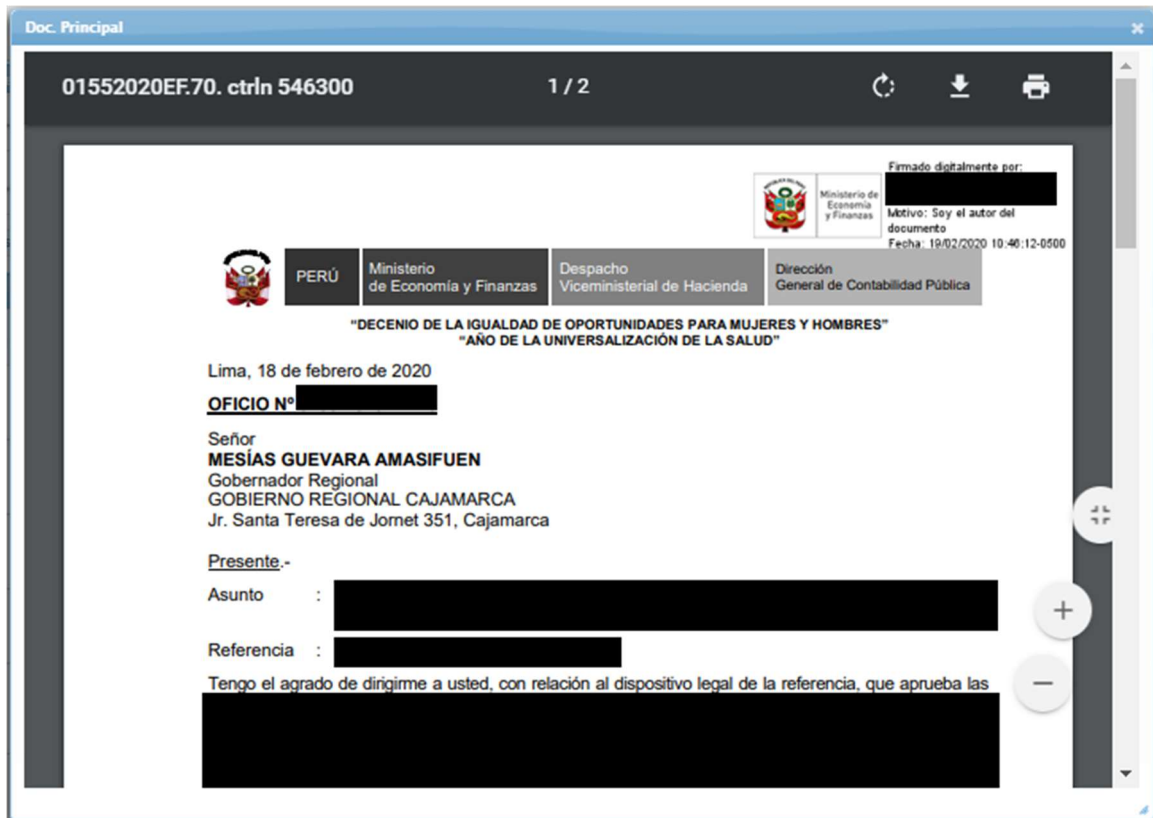 Doc. Principal
01552020EF.70. ctrln 546300
1 / 2
Firmado digitalmente por:
Ministerio de
Economía
y Finanzas
Motivo: Soy el autor del
documento
Fecha: 19/02/2020 10:46:12-0500
PERÚ
Ministerio
de Economía y Finanzas
Despacho
Viceministerial de Hacienda
Dirección
General de Contabilidad Pública
“DECENIO DE LA IGUALDAD DE OPORTUNIDADES PARA MUJERES Y HOMBRES”
“AÑO DE LA UNIVERSALIZACIÓN DE LA SALUD”
Lima, 18 de febrero de 2020
OFICIO Nº
Señor
MESÍAS GUEVARA AMASIFUEN
Gobernador Regional
GOBIERNO REGIONAL CAJAMARCA
Jr. Santa Teresa de Jornet 351, Cajamarca
Presente.-
Asunto :
Referencia :
Tengo el agrado de dirigirme a usted, con relación al dispositivo legal de la referencia, que aprueba las